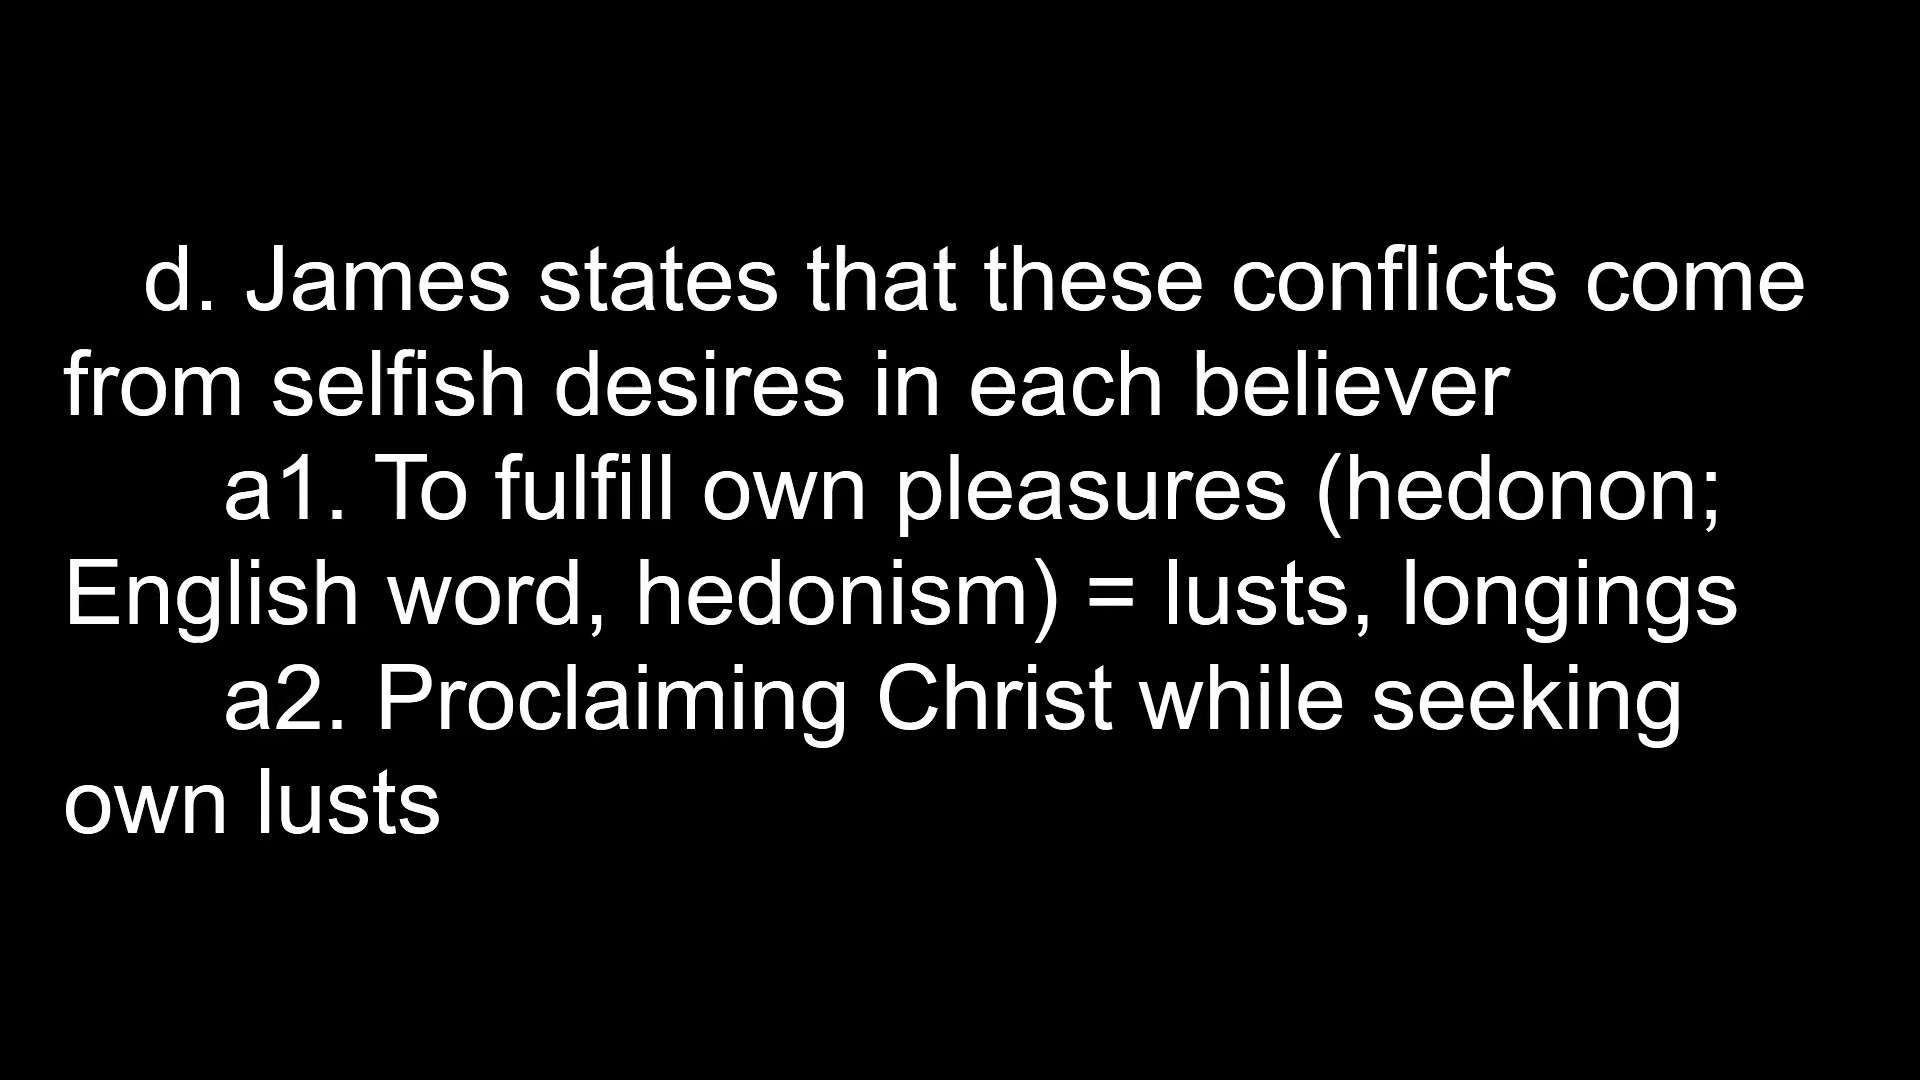 d. James states that these conflicts come
from selfish desires in each believer
a1. To fulfill own pleasures (hedonon;
English word, hedonism) = lusts, longings
a2. Proclaiming Christ while seeking
own lusts